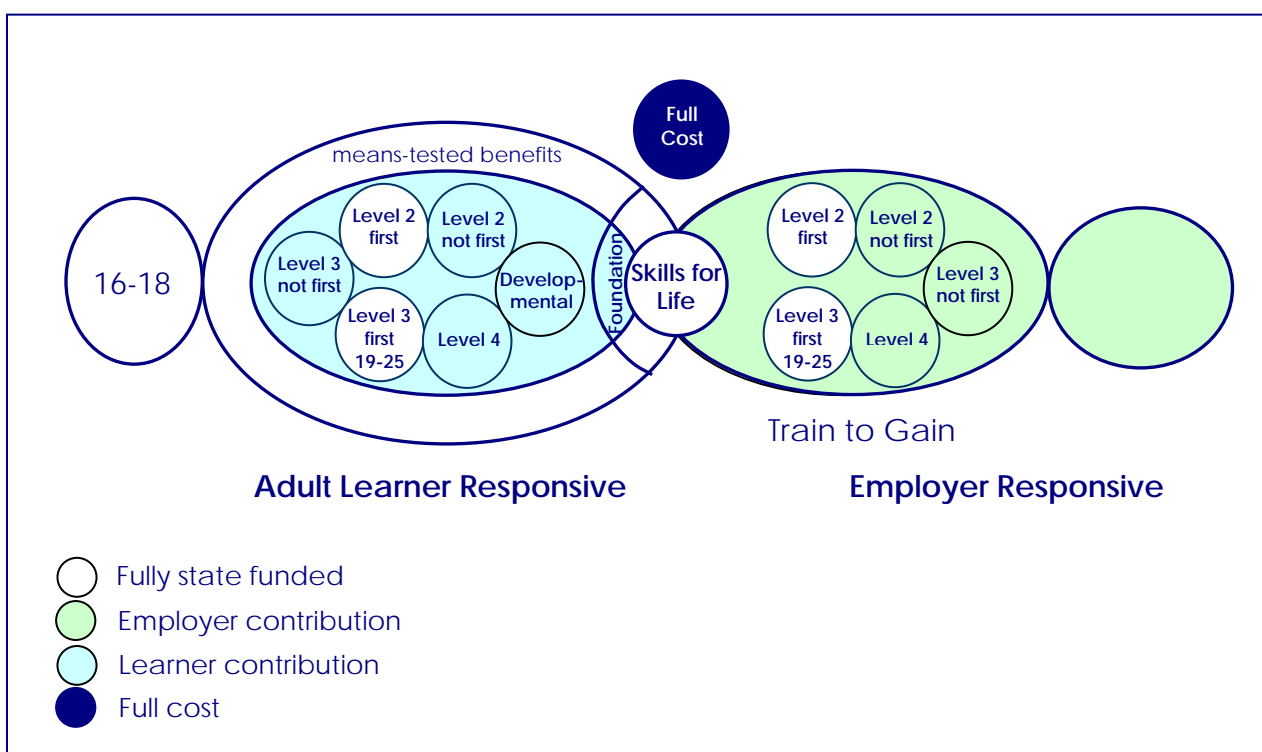 Full
Cost
means-tested benefits
16-18
Level 2
first
Level 2
not first
Level 3
not first
Develop-
mental
Level 3
first
19-25
Level 4
Foundation
Skills for
Life
Level 2
first
Level 2
not first
Level 3
not first
Level 3
first
19-25
Level 4
Train to Gain
Adult Learner Responsive
Employer Responsive
Fully state funded
Employer contribution
Learner contribution
Full cost